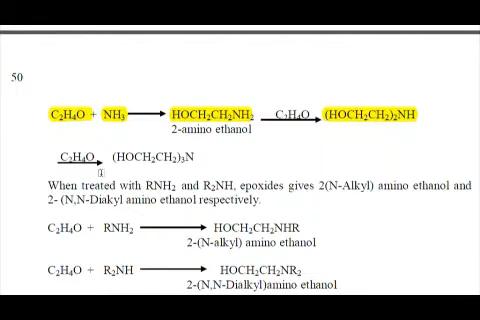 50
C₂H₄O + NH₃ ⟶ HOCH₂CH₂NH₂ C₂H₄O ⟶ (HOCH₂CH₂)₂NH
2-amino ethanol
C₂H₄O ⟶ (HOCH₂CH₂)₃N
When treated with RNH₂ and R₂NH, epoxides gives 2(N-Alkyl) amino ethanol and
2- (N,N-Diakyl amino ethanol respectively.
C₂H₄O + RNH₂ ⟶ HOCH₂CH₂NHR
2-(N-alkyl) amino ethanol
C₂H₄O + R₂NH ⟶ HOCH₂CH₂NR₂
2-(N,N-Dialkyl)amino ethanol